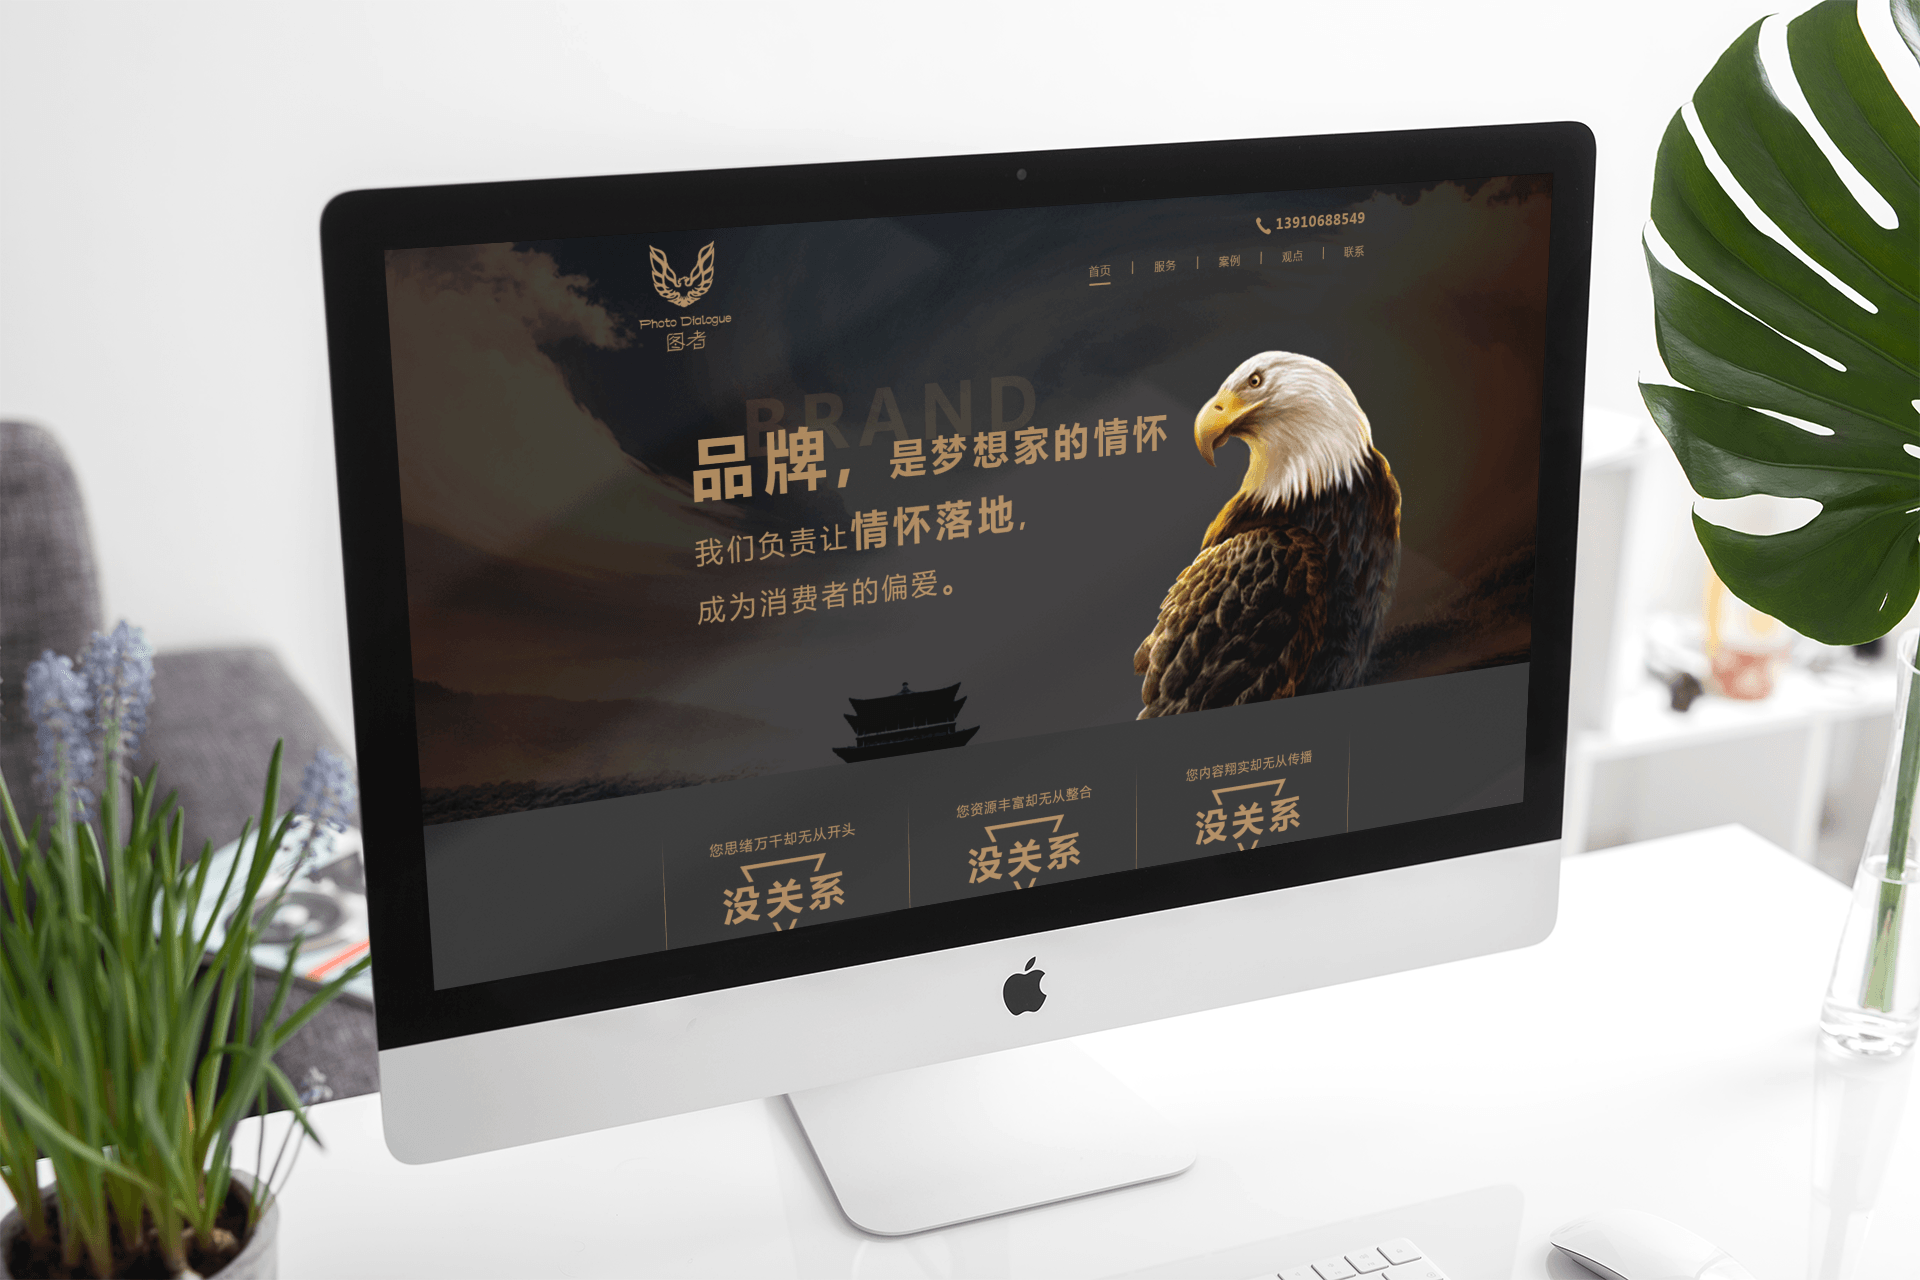 13910688549
首页 | 服务 | 案例 | 观点 | 联系
Photo Dialogue
图者
BRAND
品牌，是梦想家的情怀
我们负责让情怀落地，
成为消费者的偏爱。
您思绪万千却无从开头
没关系
您资源丰富却无从整合
没关系
您内容翔实却无从传播
没关系